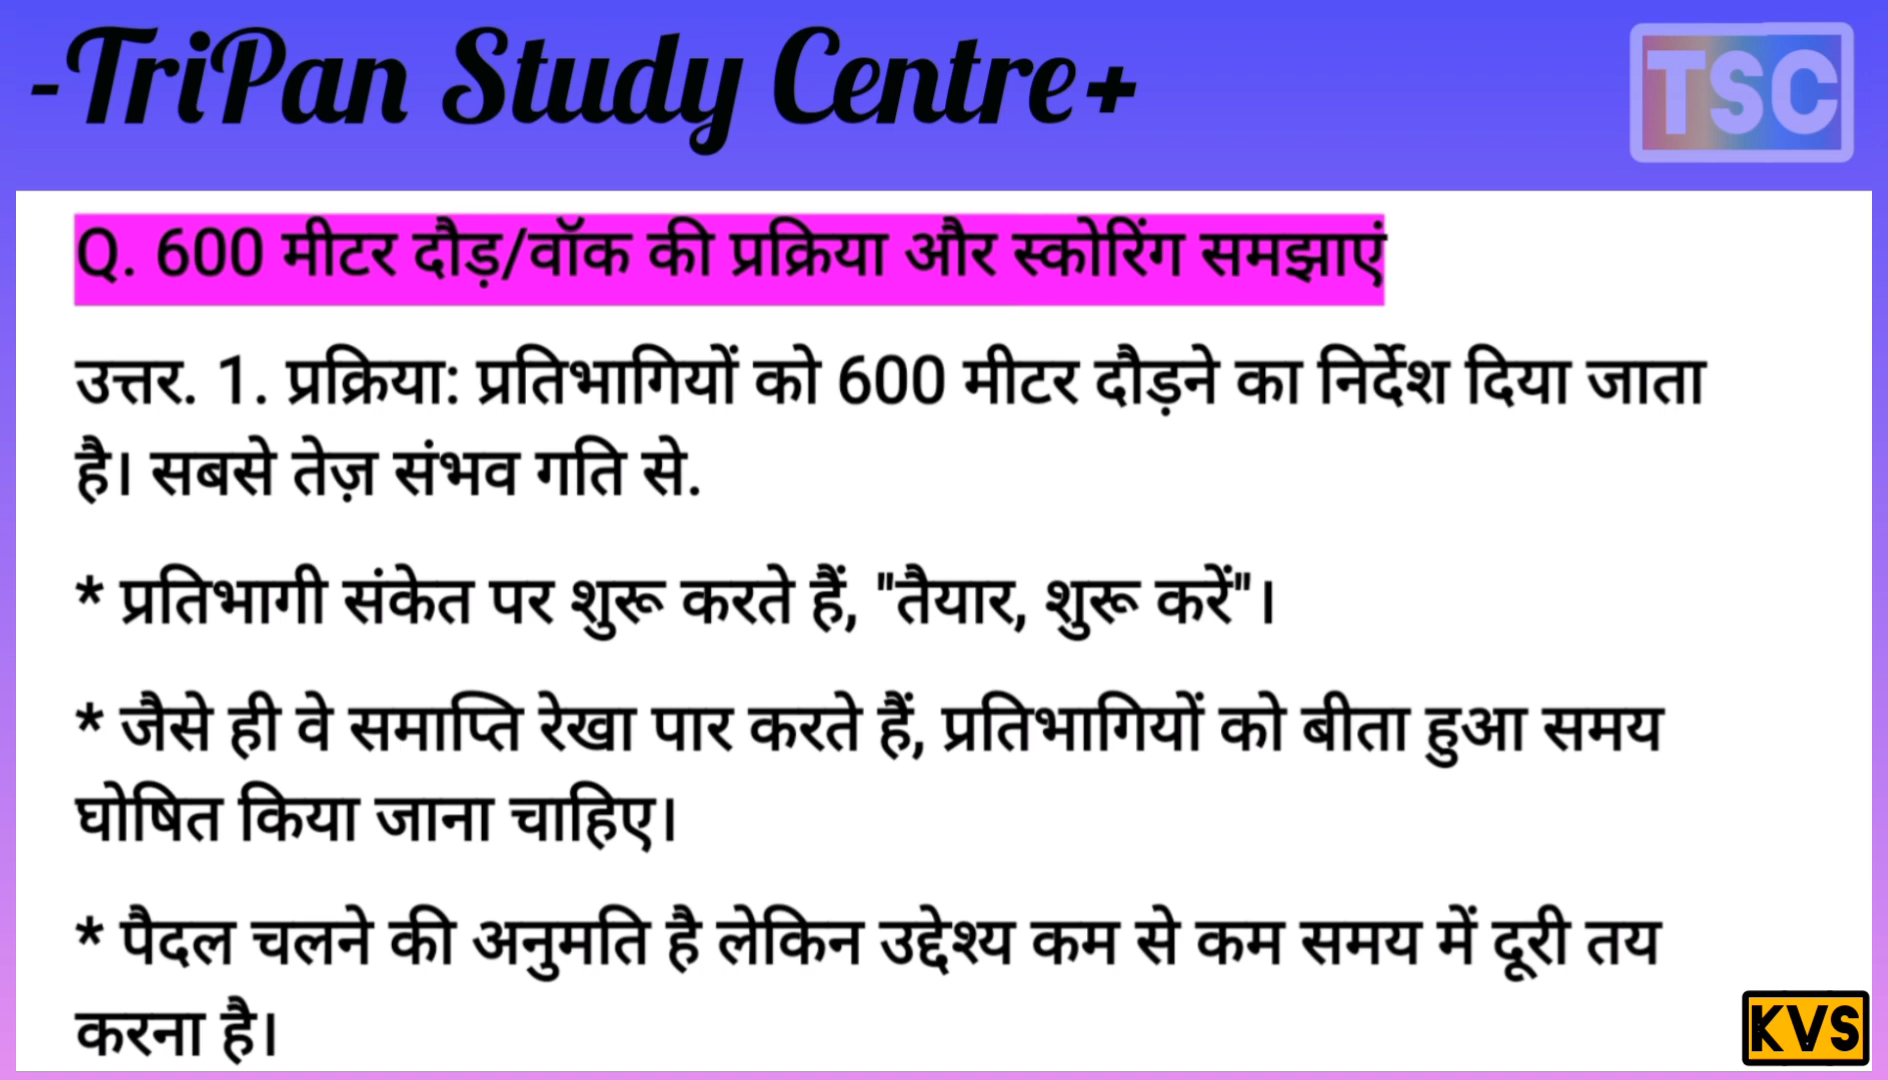 -TriPan Study Centre+
TSC
Q. 600 मीटर दौड़/वॉक की प्रक्रिया और स्कोरिंग समझाएं
उत्तर. 1. प्रक्रिया: प्रतिभागियों को 600 मीटर दौड़ने का निर्देश दिया जाता
है। सबसे तेज़ संभव गति से.
* प्रतिभागी संकेत पर शुरू करते हैं, "तैयार, शुरू करें"।
* जैसे ही वे समाप्ति रेखा पार करते हैं, प्रतिभागियों को बीता हुआ समय
घोषित किया जाना चाहिए।
* पैदल चलने की अनुमति है लेकिन उद्देश्य कम से कम समय में दूरी तय
करना है।
KVS